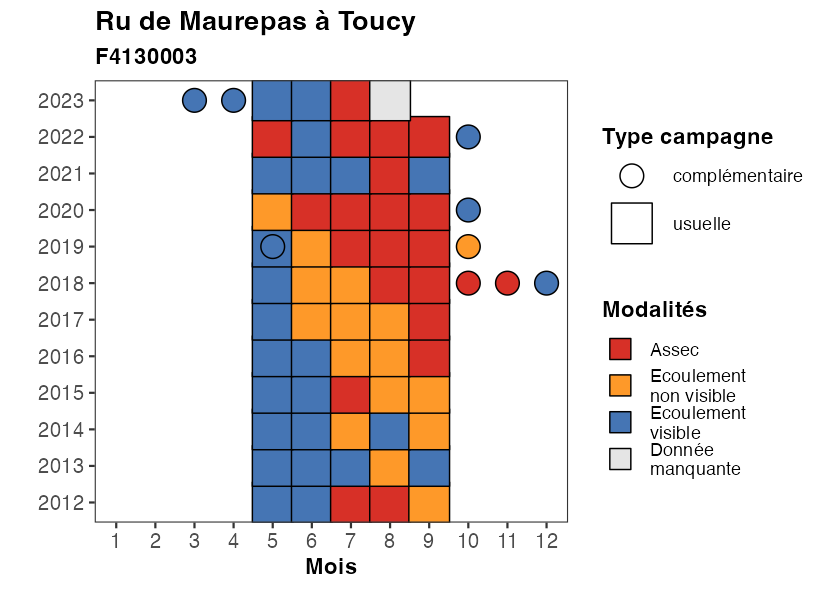 Ru de Maurepas à Toucy
F4130003
2023
2022
2021
2020
2019
2018
2017
2016
2015
2014
2013
2012
1 2 3 4 5 6 7 8 9 10 11 12
Mois
Type campagne
complémentaire
usuelle
Modalités
Assec
Ecoulement
non visible
Ecoulement
visible
Donnée
manquante